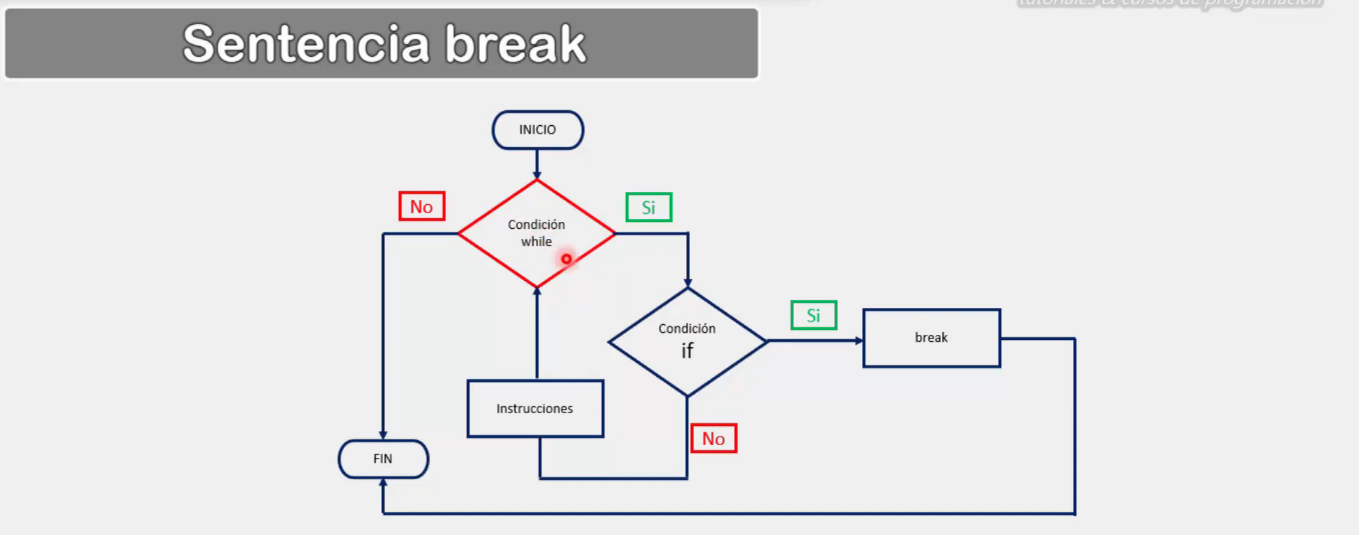 tutoriales & cursos de programación
Sentencia break
INICIO
No
Si
Condición
while
Condición
if
Si
break
Instrucciones
No
FIN